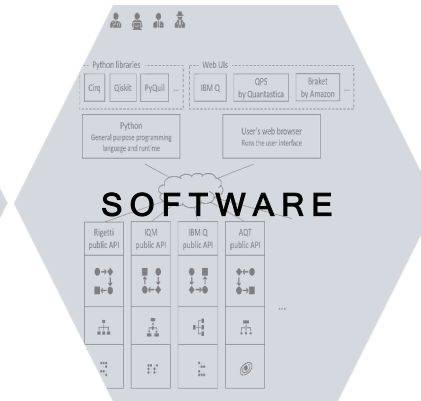 Python libraries
Web UIs
Cirq
Qiskit
PyQuil
...
IBM Q
QPS
by Quantastica
Braket
by Amazon
...
Python
General purpose programming
language and runtime
User's web browser
Runs the user interface
SOFTWARE
Rigetti
public API
IQM
public API
IBM Q
public API
AQT
public API
...